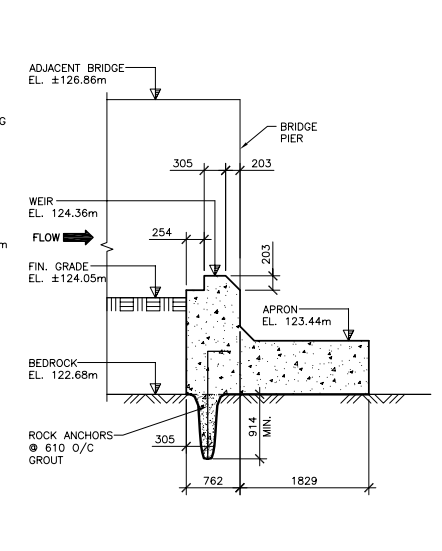 ADJACENT BRIDGE
EL. ±126.86m
G
BRIDGE
PIER
305
203
WEIR
EL. 124.36m
254
FLOW
m
203
FIN. GRADE
EL. ±124.05m
APRON
EL. 123.44m
BEDROCK
EL. 122.68m
914
MIN.
ROCK ANCHORS
@ 610 O/C
GROUT
305
762
1829